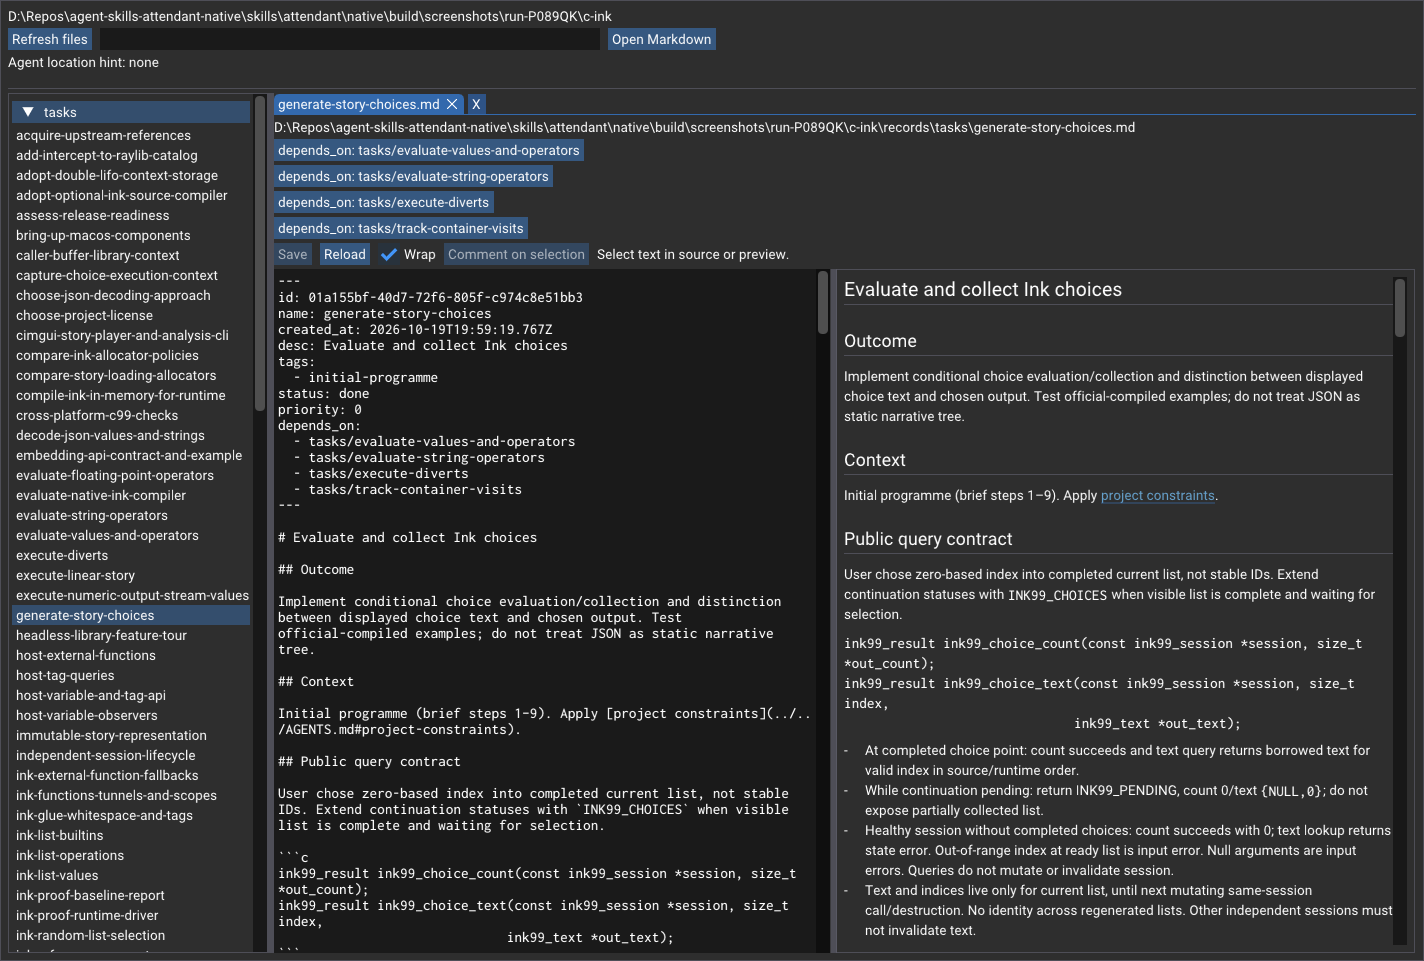 D:\Repos\agent-skills-attendant-native\skills\attendant\native\build\screenshots\run-P089QK\c-ink
Refresh files
Open Markdown
Agent location hint: none
tasks
acquire-upstream-references
add-intercept-to-raylib-catalog
adopt-double-lifo-context-storage
adopt-optional-ink-source-compiler
assess-release-readiness
bring-up-macos-components
caller-buffer-library-context
capture-choice-execution-context
choose-json-decoding-approach
choose-project-license
cimgui-story-player-and-analysis-cli
compare-ink-allocator-policies
compare-story-loading-allocators
compile-ink-in-memory-for-runtime
cross-platform-c99-checks
decode-json-values-and-strings
embedding-api-contract-and-example
evaluate-floating-point-operators
evaluate-native-ink-compiler
evaluate-string-operators
evaluate-values-and-operators
execute-diverts
execute-linear-story
execute-numeric-output-stream-values
generate-story-choices
headless-library-feature-tour
host-external-functions
host-tag-queries
host-variable-and-tag-api
host-variable-observers
immutable-story-representation
independent-session-lifecycle
ink-external-function-fallbacks
ink-functions-tunnels-and-scopes
ink-glue-whitespace-and-tags
ink-list-builtins
ink-list-operations
ink-list-values
ink-proof-baseline-report
ink-proof-runtime-driver
ink-random-list-selection
generate-story-choices.md
X
D:\Repos\agent-skills-attendant-native\skills\attendant\native\build\screenshots\run-P089QK\c-ink\records\tasks\generate-story-choices.md
depends_on: tasks/evaluate-values-and-operators
depends_on: tasks/evaluate-string-operators
depends_on: tasks/execute-diverts
depends_on: tasks/track-container-visits
Save
Reload
Wrap
Comment on selection
Select text in source or preview.
---
id: 01a155bf-40d7-72f6-805f-c974c8e51bb3
name: generate-story-choices
created_at: 2026-10-19T19:59:19.767Z
desc: Evaluate and collect Ink choices
tags:
  - initial-programme
status: done
priority: 0
depends_on:
  - tasks/evaluate-values-and-operators
  - tasks/evaluate-string-operators
  - tasks/execute-diverts
  - tasks/track-container-visits
---
# Evaluate and collect Ink choices
## Outcome
Implement conditional choice evaluation/collection and distinction
between displayed choice text and chosen output. Test
official-compiled examples; do not treat JSON as static narrative
tree.
## Context
Initial programme (brief steps 1–9). Apply [project constraints](../..
/AGENTS.md#project-constraints).
## Public query contract
User chose zero-based index into completed current list, not stable
IDs. Extend continuation statuses with `INK99_CHOICES` when visible
list is complete and waiting for selection.
```c
ink99_result ink99_choice_count(const ink99_session *session, size_t
*out_count);
ink99_result ink99_choice_text(const ink99_session *session, size_t
index,
                              ink99_text *out_text);
Evaluate and collect Ink choices
Outcome
Implement conditional choice evaluation/collection and distinction between displayed
choice text and chosen output. Test official-compiled examples; do not treat JSON as
static narrative tree.
Context
Initial programme (brief steps 1–9). Apply project constraints.
Public query contract
User chose zero-based index into completed current list, not stable IDs. Extend
continuation statuses with INK99_CHOICES when visible list is complete and waiting for
selection.
ink99_result ink99_choice_count(const ink99_session *session, size_t
*out_count);
ink99_result ink99_choice_text(const ink99_session *session, size_t
index,
                              ink99_text *out_text);
- At completed choice point: count succeeds and text query returns borrowed text for
valid index in source/runtime order.
- While continuation pending: return INK99_PENDING, count 0/text {NULL,0}; do not
expose partially collected list.
- Healthy session without completed choices: count succeeds with 0; text lookup returns
state error. Out-of-range index at ready list is input error. Null arguments are input
errors. Queries do not mutate or invalidate session.
- Text and indices live only for current list, until next mutating same-session
call/destruction. No identity across regenerated lists. Other independent sessions must
not invalidate text.